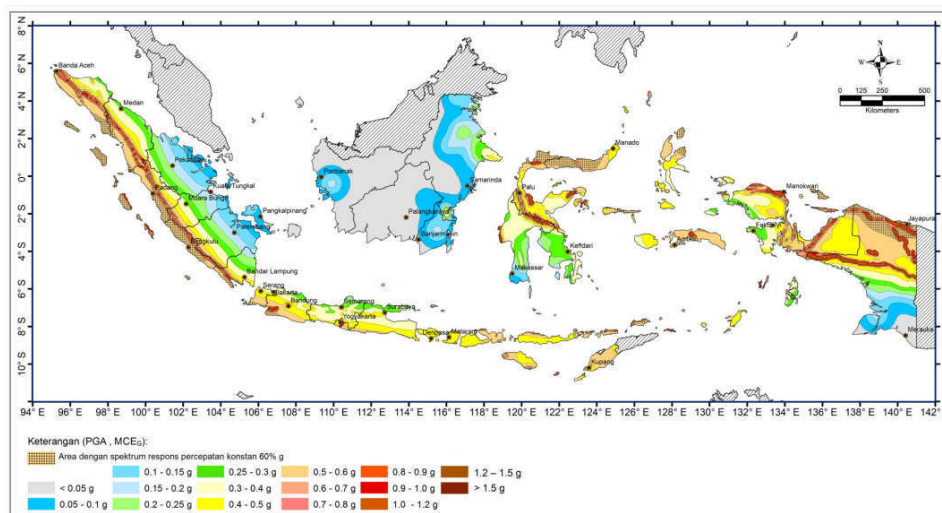 8° N
6° N
4° N
2° N
0°
2° S
4° S
6° S
8° S
10° S
N
W E
S
0 125 250 500
Kilometers
Banda Aceh
Medan
Manado
Pekanbaru
Pontianak
Samarinda
Padang
Kuala Tungkal
Muara Bungo
Palu
Manokwari
Pangkalpinang
Palangkaraya
Jayapura
Palembang
Banjarmasin
Fakfak
Bengkulu
Ambon
Kendari
Makassar
Bandar Lampung
Serang
Jakarta
Bandung
Semarang
Surabaya
Yogyakarta
Denpasar
Mataram
Merauke
Kupang
94° E 96° E 98° E 100° E 102° E 104° E 106° E 108° E 110° E 112° E 114° E 116° E 118° E 120° E 122° E 124° E 126° E 128° E 130° E 132° E 134° E 136° E 138° E 140° E 142° E
Keterangan (PGA , MCEG):
Area dengan spektrum respons percepatan konstan 60% g
0.1 - 0.15 g 0.25 - 0.3 g 0.5 - 0.6 g 0.8 - 0.9 g 1.2 – 1.5 g
< 0.05 g 0.15 - 0.2 g 0.3 - 0.4 g 0.6 - 0.7 g 0.9 - 1.0 g > 1.5 g
0.05 - 0.1 g 0.2 - 0.25 g 0.4 - 0.5 g 0.7 - 0.8 g 1.0 - 1.2 g